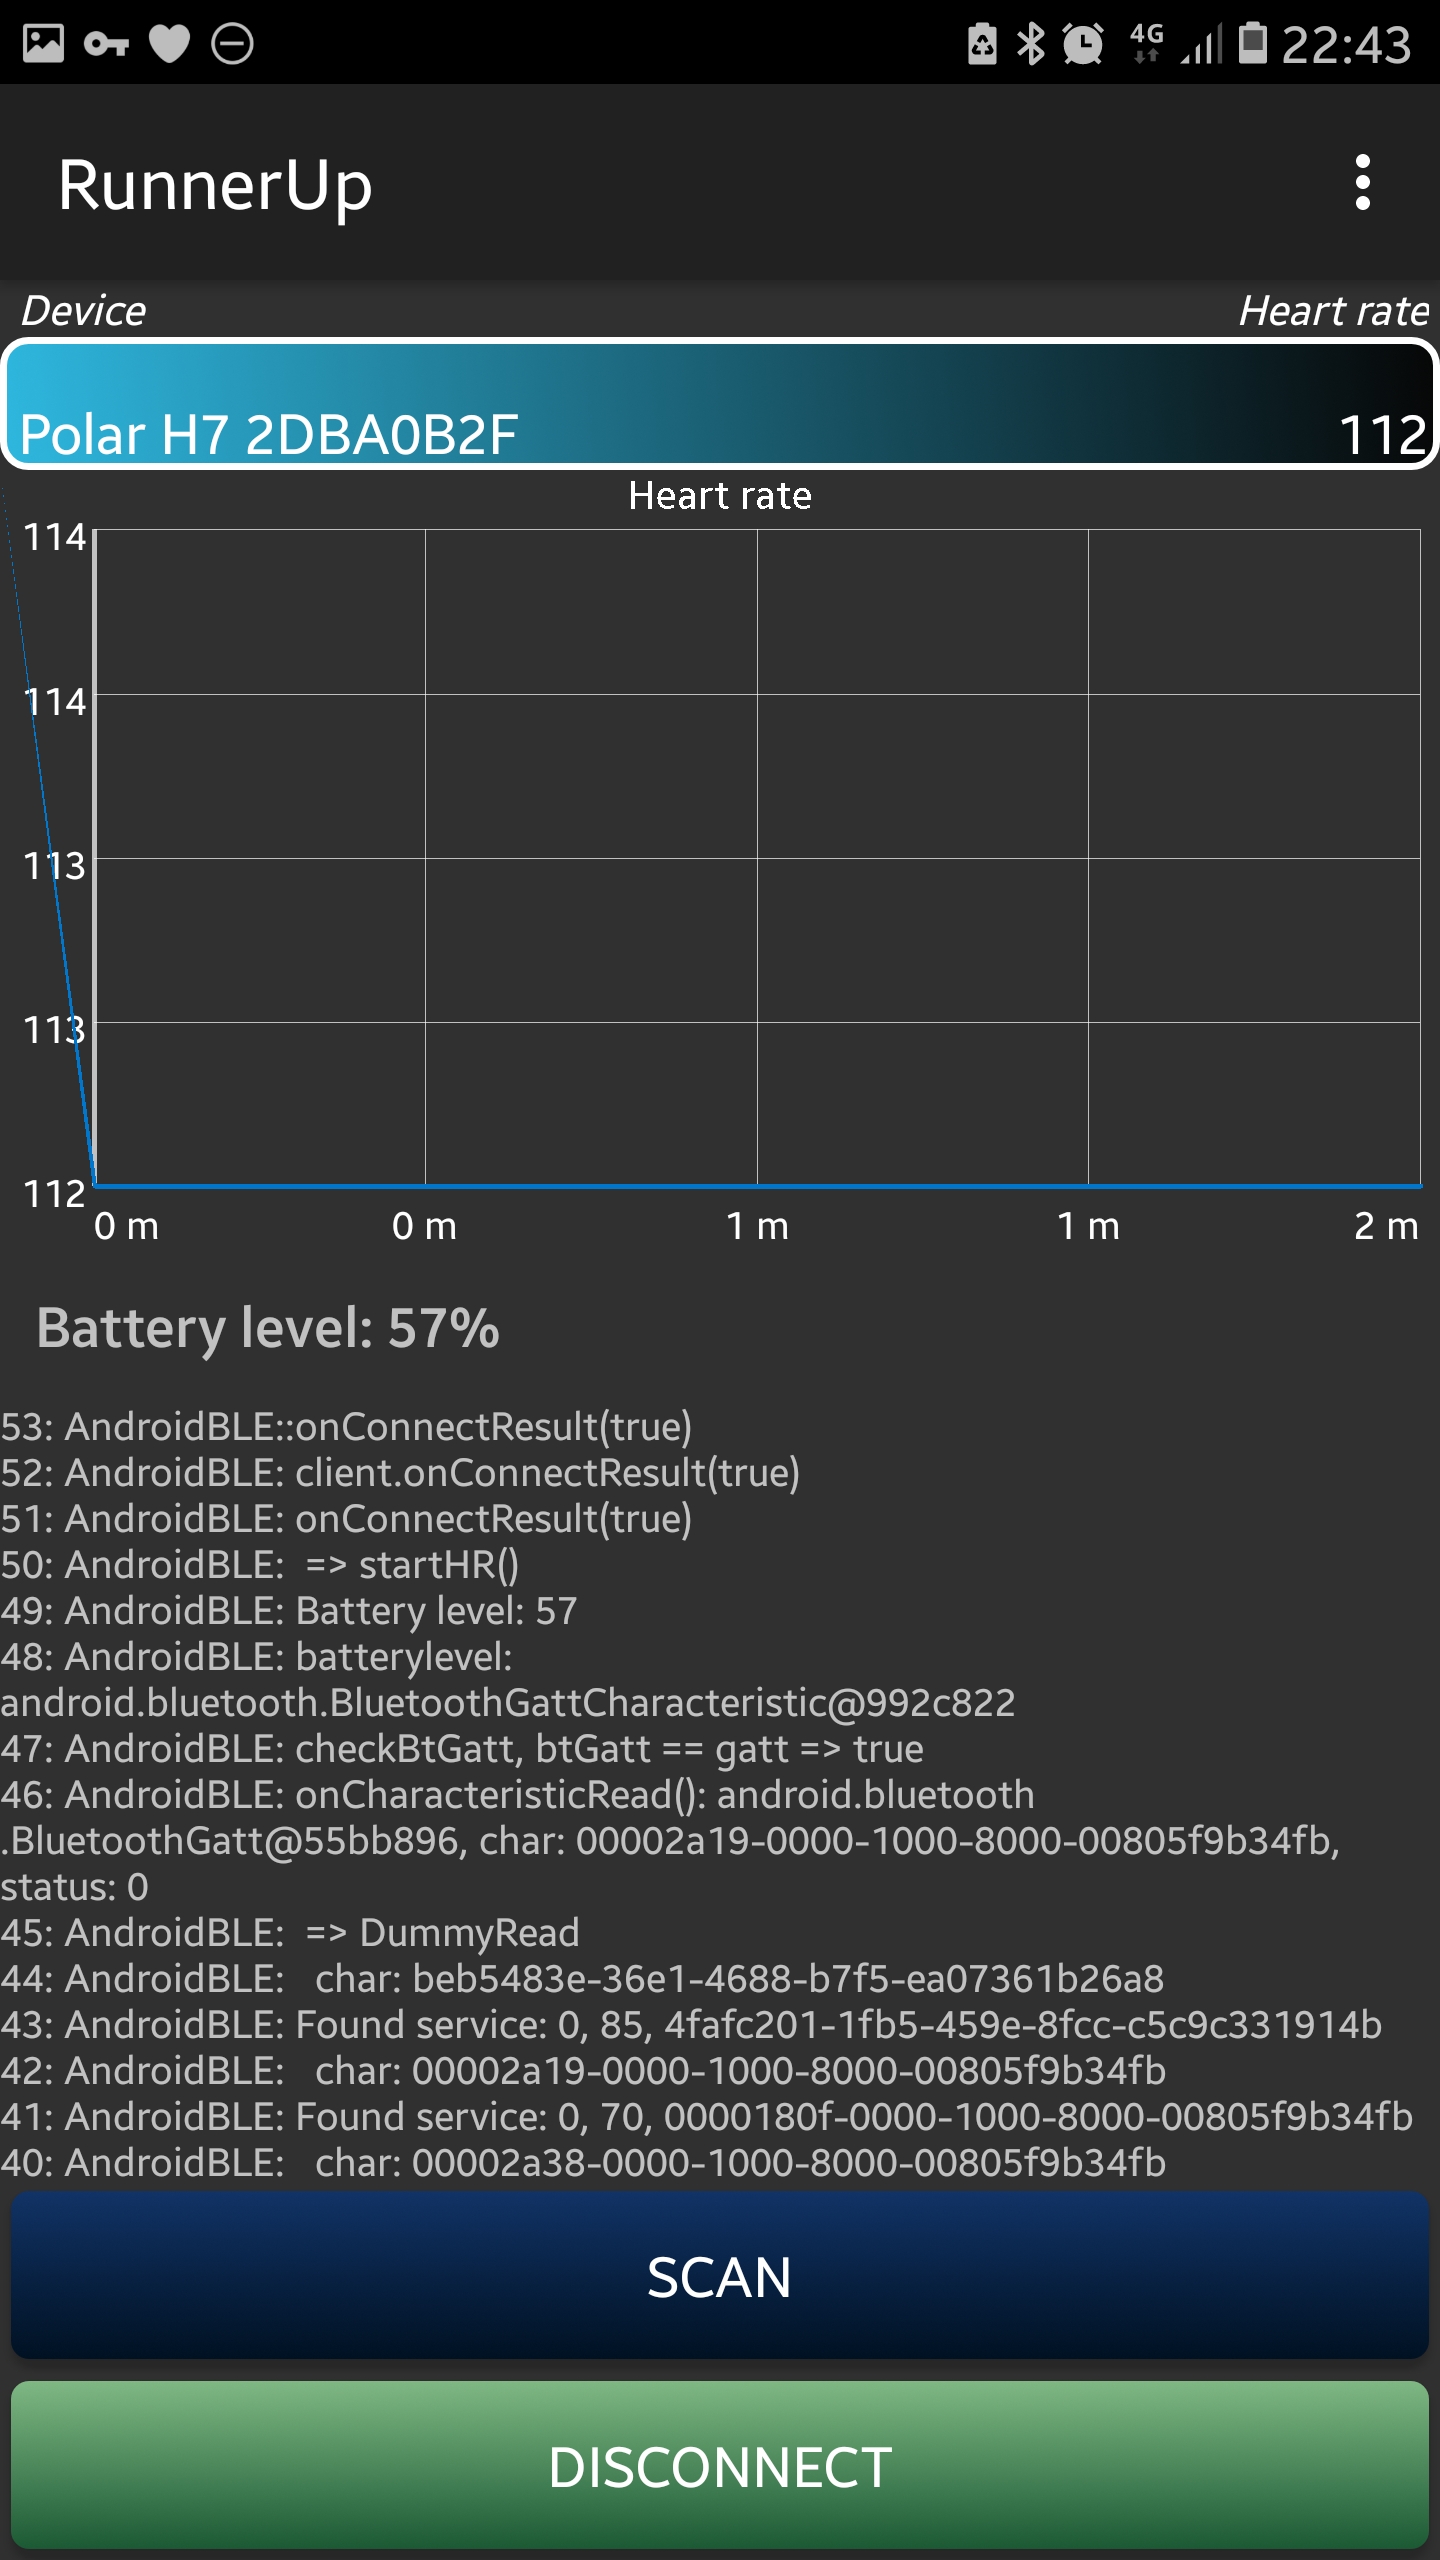 4G 22:43
RunnerUp
Device Heart rate
Polar H7 2DBA0B2F 112
Heart rate
114
114
113
113
112
0 m 0 m 1 m 1 m 2 m
Battery level: 57%
53: AndroidBLE::onConnectResult(true)
52: AndroidBLE: client.onConnectResult(true)
51: AndroidBLE: onConnectResult(true)
50: AndroidBLE:  => startHR()
49: AndroidBLE: Battery level: 57
48: AndroidBLE: batterylevel:
android.bluetooth.BluetoothGattCharacteristic@992c822
47: AndroidBLE: checkBtGatt, btGatt == gatt => true
46: AndroidBLE: onCharacteristicRead(): android.bluetooth
.BluetoothGatt@55bb896, char: 00002a19-0000-1000-8000-00805f9b34fb,
status: 0
45: AndroidBLE:  => DummyRead
44: AndroidBLE:   char: beb5483e-36e1-4688-b7f5-ea07361b26a8
43: AndroidBLE: Found service: 0, 85, 4fafc201-1fb5-459e-8fcc-c5c9c331914b
42: AndroidBLE:   char: 00002a19-0000-1000-8000-00805f9b34fb
41: AndroidBLE: Found service: 0, 70, 0000180f-0000-1000-8000-00805f9b34fb
40: AndroidBLE:   char: 00002a38-0000-1000-8000-00805f9b34fb
SCAN
DISCONNECT